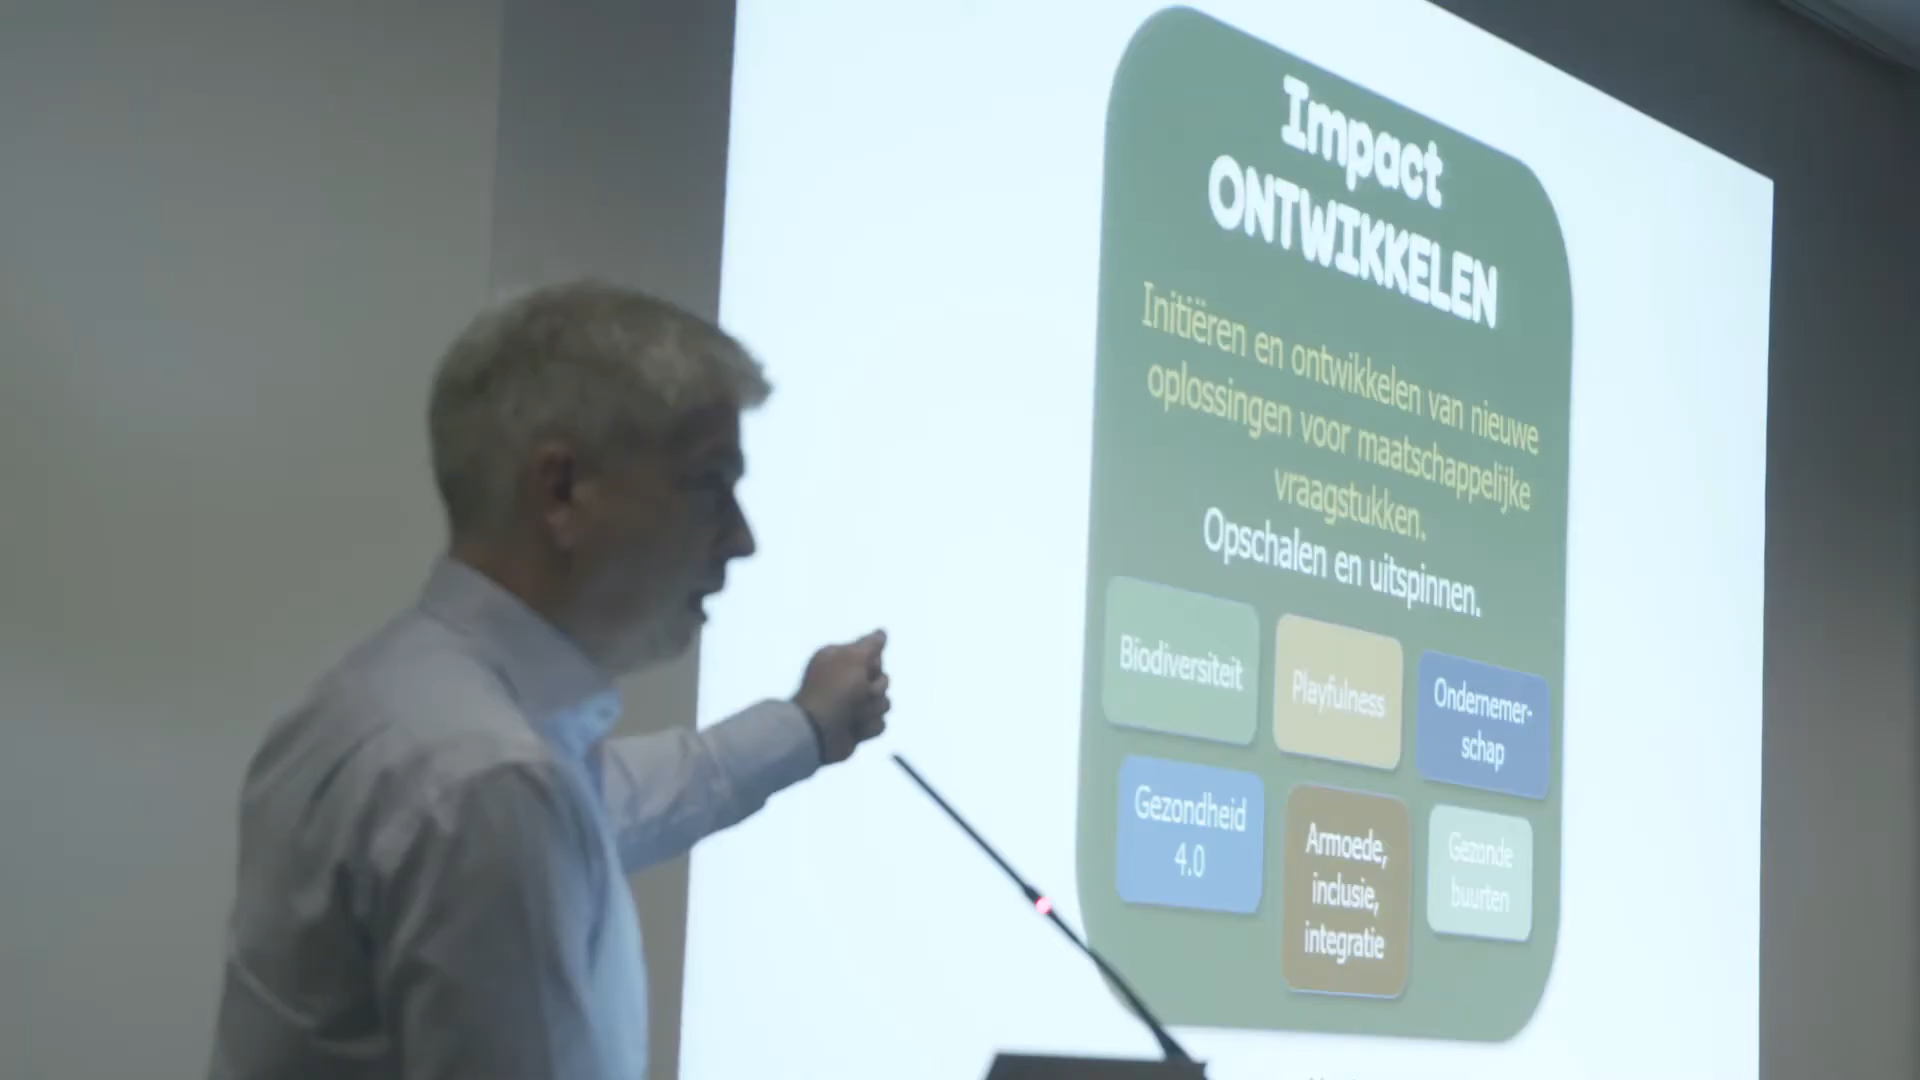 Impact
ONTWIKKELEN
Initiëren en ontwikkelen van nieuwe
oplossingen voor maatschappelijke
vraagstukken.
Opschalen en uitspinnen.
Biodiversiteit
Playfulness
Ondernemer-
schap
Gezondheid
4.0
Armoede,
inclusie,
integratie
Gezonde
buurten